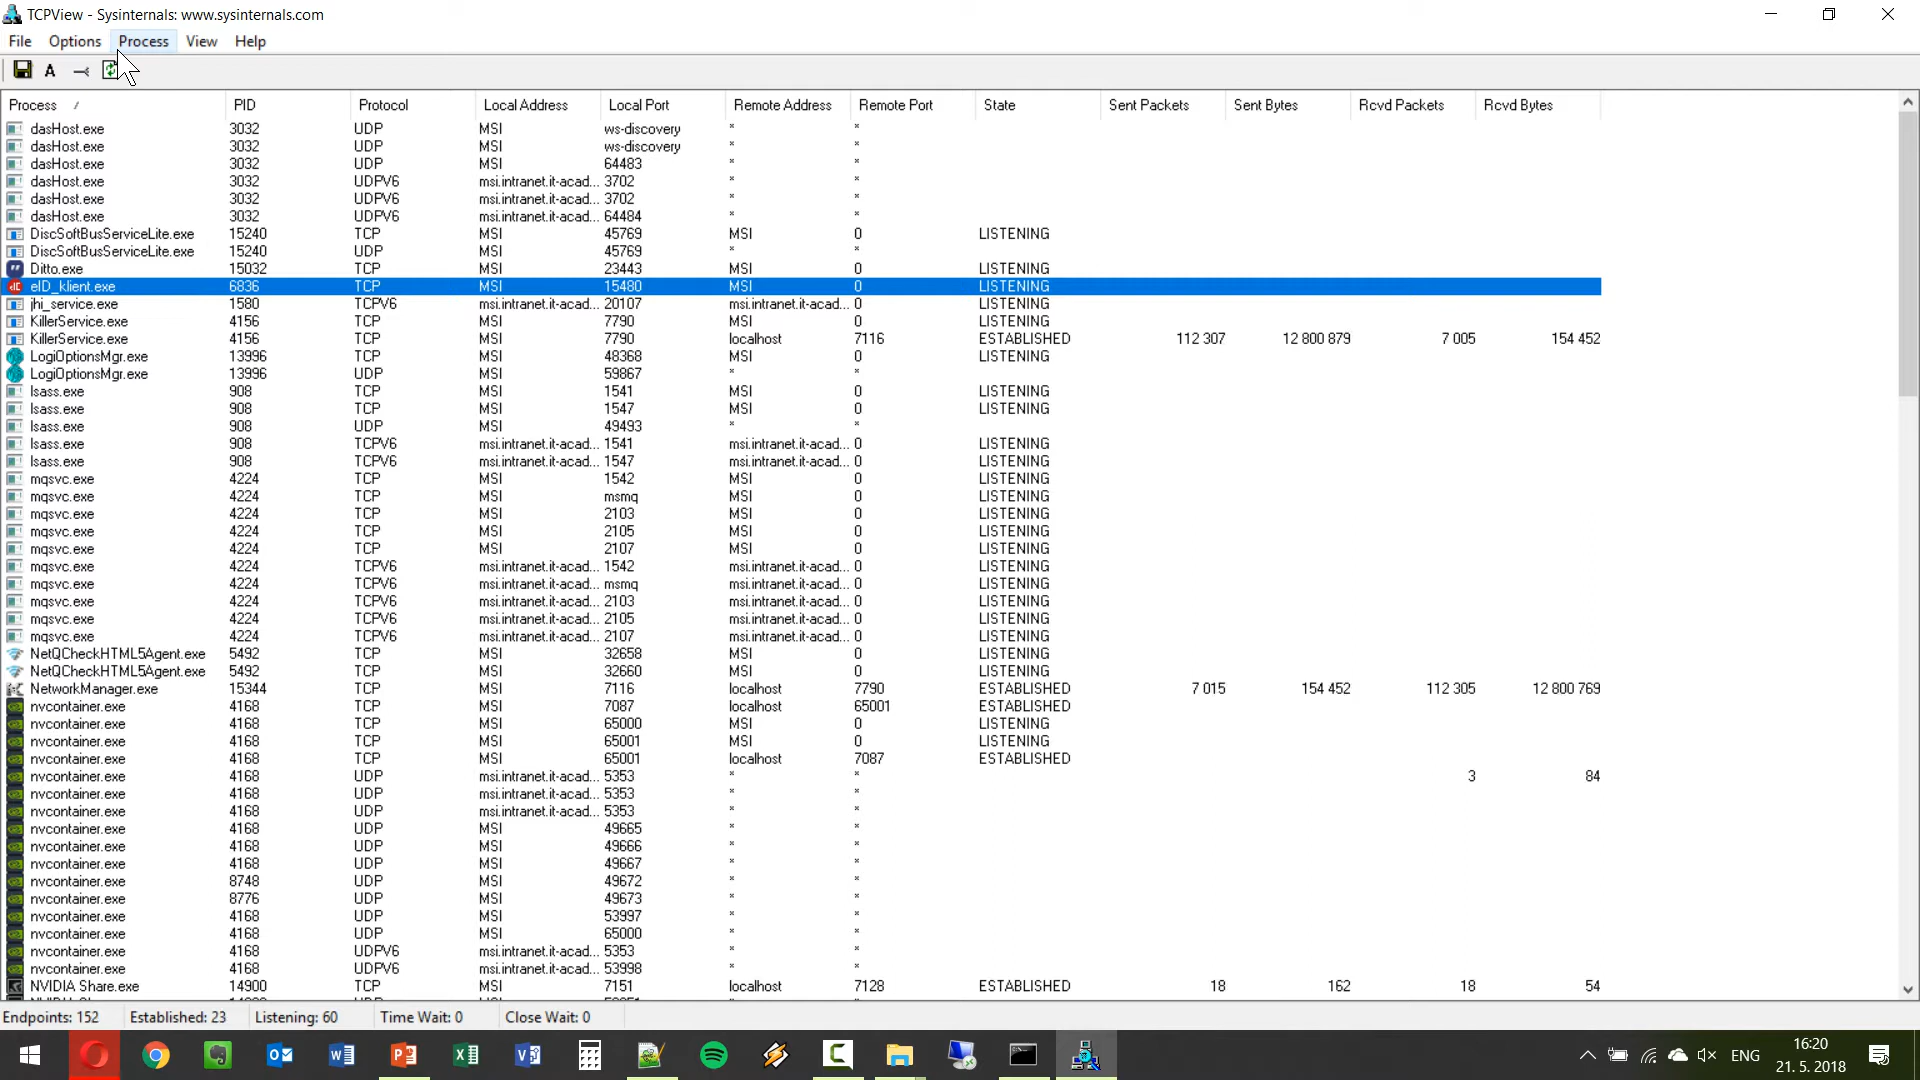 TCPView - Sysinternals: www.sysinternals.com
File Options Process View Help
A
Process / PID Protocol Local Address Local Port Remote Address Remote Port State Sent Packets Sent Bytes Rcvd Packets Rcvd Bytes
dasHost.exe 3032 UDP MSI ws-discovery * *
dasHost.exe 3032 UDP MSI ws-discovery * *
dasHost.exe 3032 UDP MSI 64483 * *
dasHost.exe 3032 UDPV6 msi.intranet.it-acad... 3702 * *
dasHost.exe 3032 UDPV6 msi.intranet.it-acad... 3702 * *
dasHost.exe 3032 UDPV6 msi.intranet.it-acad... 64484 * *
DiscSoftBusServiceLite.exe 15240 TCP MSI 45769 MSI 0 LISTENING
DiscSoftBusServiceLite.exe 15240 UDP MSI 45769 * *
Ditto.exe 15032 TCP MSI 23443 MSI 0 LISTENING
eID_klient.exe 6836 TCP MSI 15480 MSI 0 LISTENING
jhi_service.exe 1580 TCPV6 msi.intranet.it-acad... 20107 msi.intranet.it-acad... 0 LISTENING
KillerService.exe 4156 TCP MSI 7790 MSI 0 LISTENING
KillerService.exe 4156 TCP MSI 7790 localhost 7116 ESTABLISHED 112 307 12 800 879 7 005 154 452
LogiOptionsMgr.exe 13996 TCP MSI 48368 MSI 0 LISTENING
LogiOptionsMgr.exe 13996 UDP MSI 59867 * *
lsass.exe 908 TCP MSI 1541 MSI 0 LISTENING
lsass.exe 908 TCP MSI 1547 MSI 0 LISTENING
lsass.exe 908 UDP MSI 49493 * *
lsass.exe 908 TCPV6 msi.intranet.it-acad... 1541 msi.intranet.it-acad... 0 LISTENING
lsass.exe 908 TCPV6 msi.intranet.it-acad... 1547 msi.intranet.it-acad... 0 LISTENING
mqsvc.exe 4224 TCP MSI 1542 MSI 0 LISTENING
mqsvc.exe 4224 TCP MSI msmq MSI 0 LISTENING
mqsvc.exe 4224 TCP MSI 2103 MSI 0 LISTENING
mqsvc.exe 4224 TCP MSI 2105 MSI 0 LISTENING
mqsvc.exe 4224 TCP MSI 2107 MSI 0 LISTENING
mqsvc.exe 4224 TCPV6 msi.intranet.it-acad... 1542 msi.intranet.it-acad... 0 LISTENING
mqsvc.exe 4224 TCPV6 msi.intranet.it-acad... msmq msi.intranet.it-acad... 0 LISTENING
mqsvc.exe 4224 TCPV6 msi.intranet.it-acad... 2103 msi.intranet.it-acad... 0 LISTENING
mqsvc.exe 4224 TCPV6 msi.intranet.it-acad... 2105 msi.intranet.it-acad... 0 LISTENING
mqsvc.exe 4224 TCPV6 msi.intranet.it-acad... 2107 msi.intranet.it-acad... 0 LISTENING
NetQCheckHTML5Agent.exe 5492 TCP MSI 32658 MSI 0 LISTENING
NetQCheckHTML5Agent.exe 5492 TCP MSI 32660 MSI 0 LISTENING
NetworkManager.exe 15344 TCP MSI 7116 localhost 7790 ESTABLISHED 7 015 154 452 112 305 12 800 769
nvcontainer.exe 4168 TCP MSI 7087 localhost 65001 ESTABLISHED
nvcontainer.exe 4168 TCP MSI 65000 MSI 0 LISTENING
nvcontainer.exe 4168 TCP MSI 65001 MSI 0 LISTENING
nvcontainer.exe 4168 TCP MSI 65001 localhost 7087 ESTABLISHED
nvcontainer.exe 4168 UDP msi.intranet.it-acad... 5353 * * 3 84
nvcontainer.exe 4168 UDP msi.intranet.it-acad... 5353 * *
nvcontainer.exe 4168 UDP msi.intranet.it-acad... 5353 * *
nvcontainer.exe 4168 UDP MSI 49665 * *
nvcontainer.exe 4168 UDP MSI 49666 * *
nvcontainer.exe 4168 UDP MSI 49667 * *
nvcontainer.exe 8748 UDP MSI 49672 * *
nvcontainer.exe 8776 UDP MSI 49673 * *
nvcontainer.exe 4168 UDP MSI 53997 * *
nvcontainer.exe 4168 UDP MSI 65000 * *
nvcontainer.exe 4168 UDPV6 msi.intranet.it-acad... 5353 * *
nvcontainer.exe 4168 UDPV6 msi.intranet.it-acad... 53998 * *
NVIDIA Share.exe 14900 TCP MSI 7151 localhost 7128 ESTABLISHED 18 162 18 54
Endpoints: 152 Established: 23 Listening: 60 Time Wait: 0 Close Wait: 0
ENG 16:20
21. 5. 2018